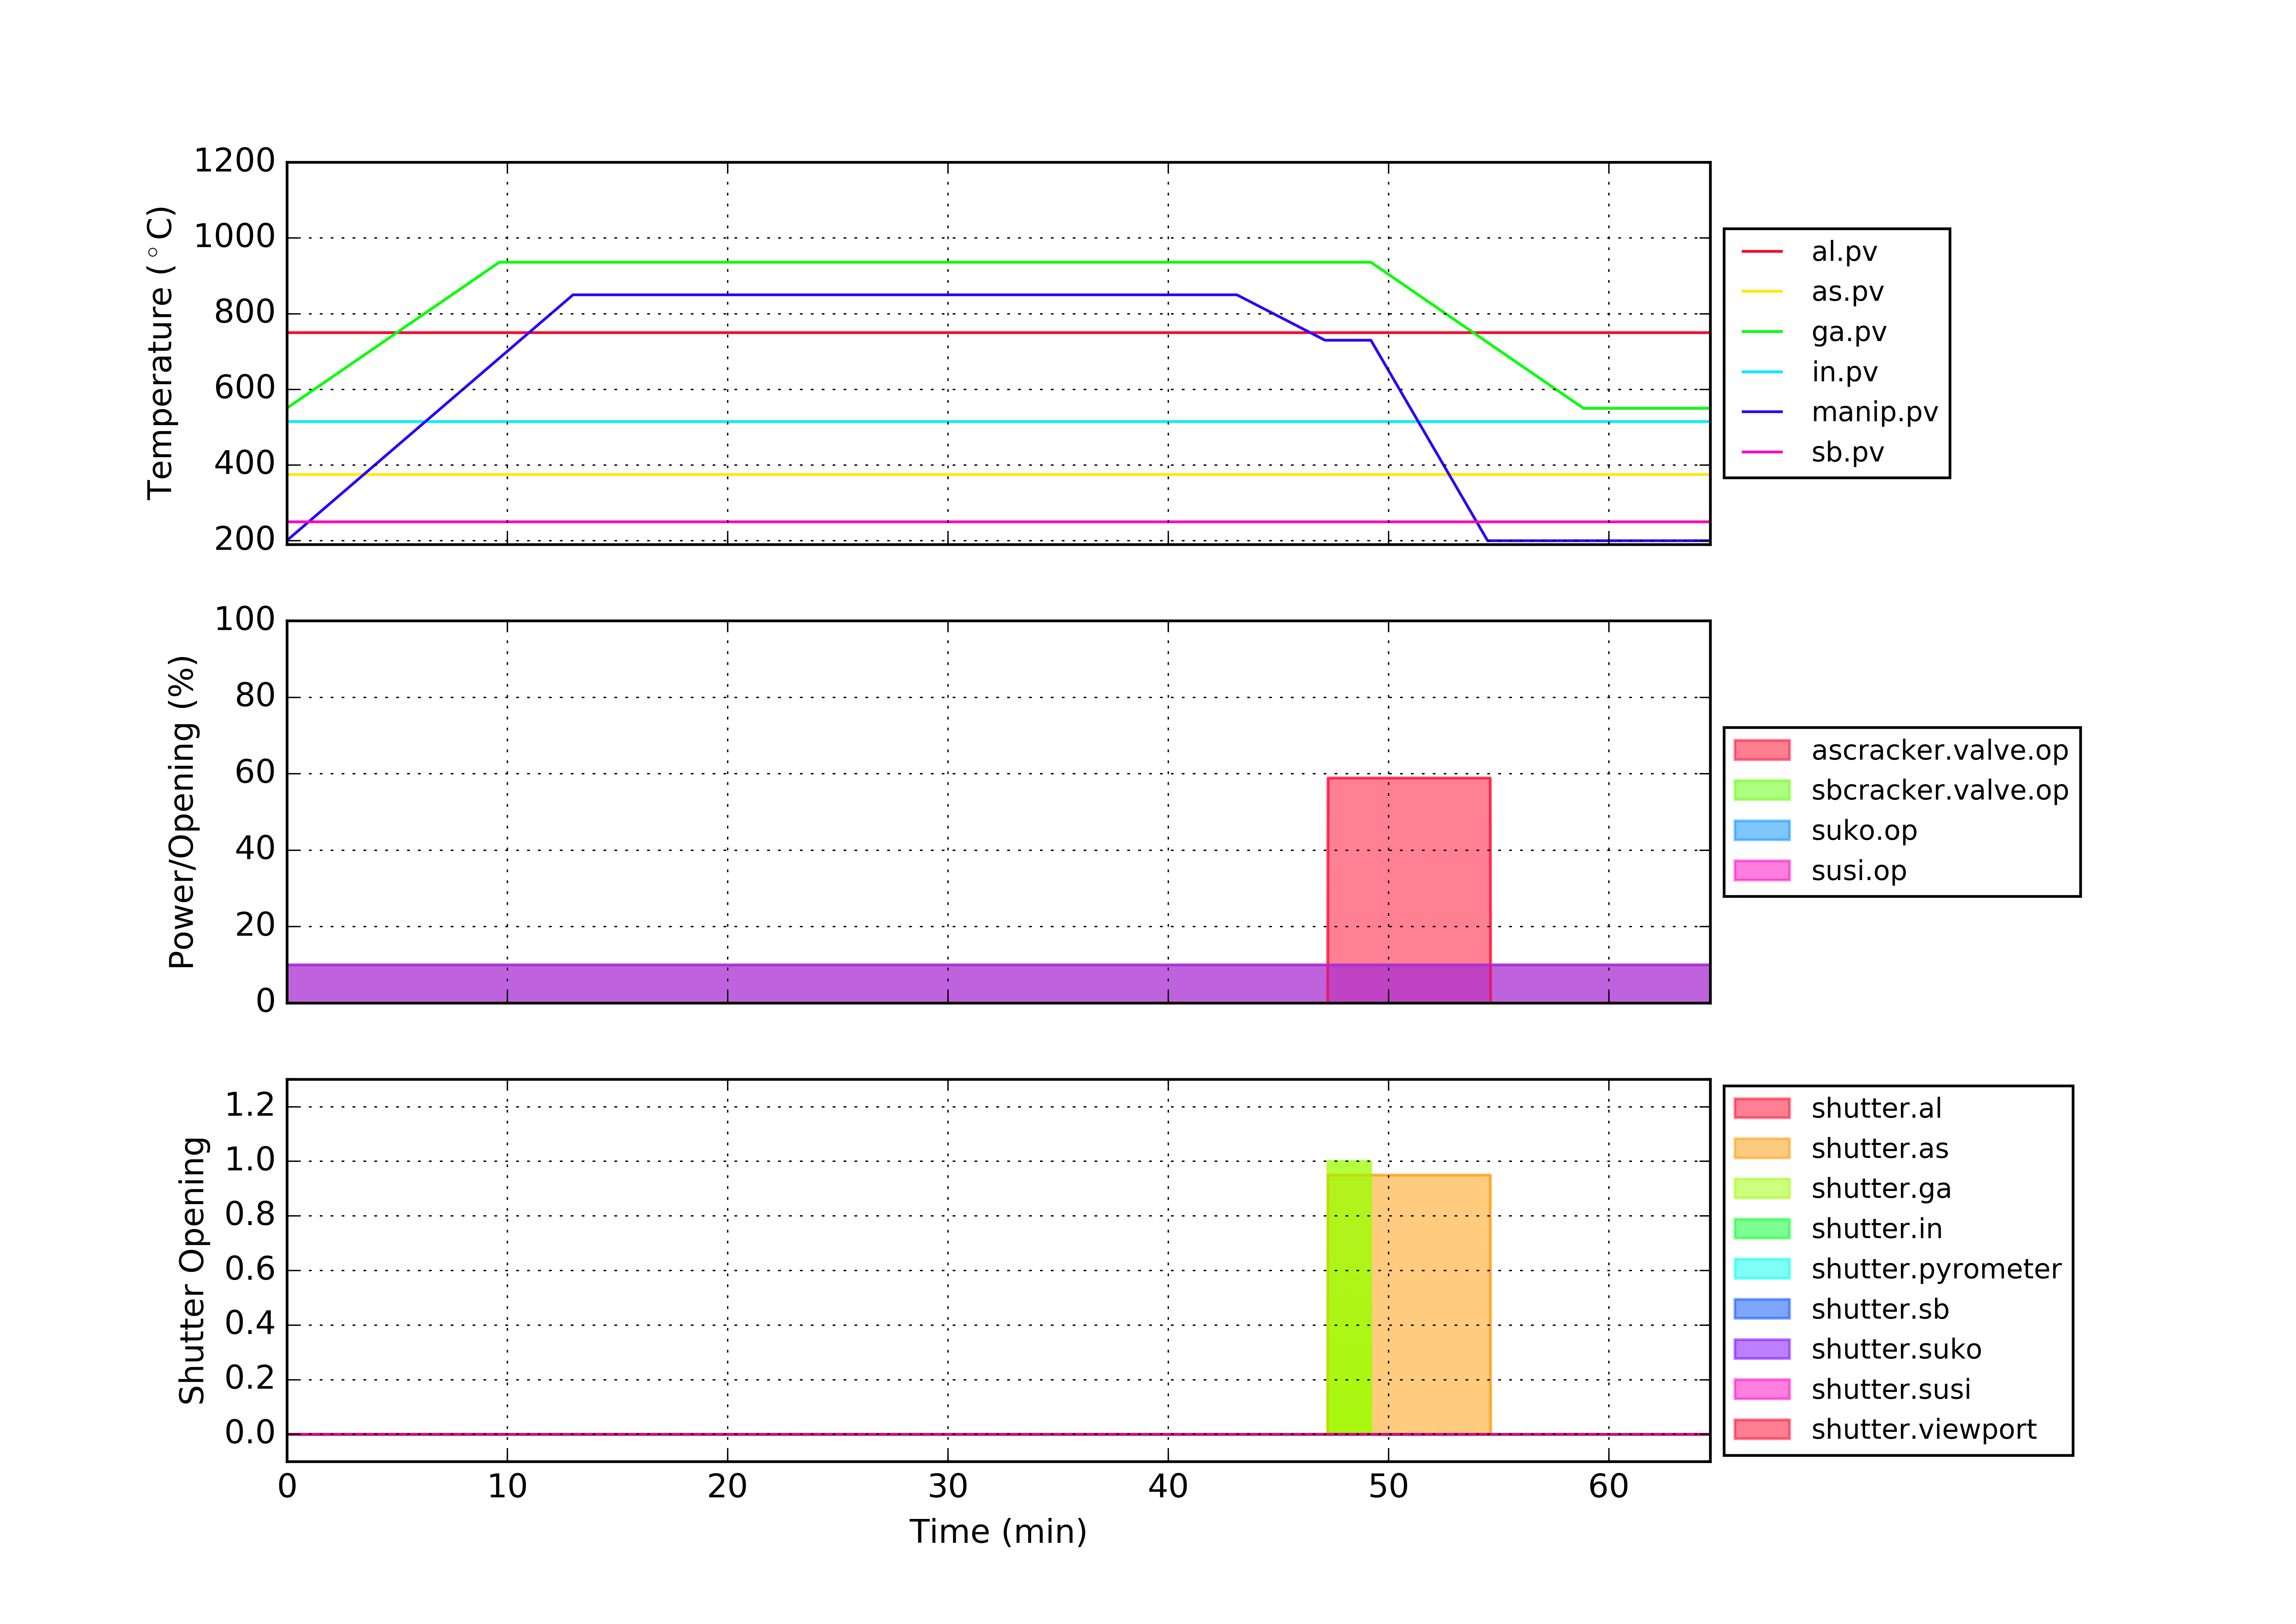 1200
1000
800
600
400
200
Temperature (°C)
al.pv
as.pv
ga.pv
in.pv
manip.pv
sb.pv
100
80
60
40
20
0
Power/Opening (%)
ascracker.valve.op
sbcracker.valve.op
suko.op
susi.op
1.2
1.0
0.8
0.6
0.4
0.2
0.0
Shutter Opening
shutter.al
shutter.as
shutter.ga
shutter.in
shutter.pyrometer
shutter.sb
shutter.suko
shutter.susi
shutter.viewport
0 10 20 30 40 50 60
Time (min)